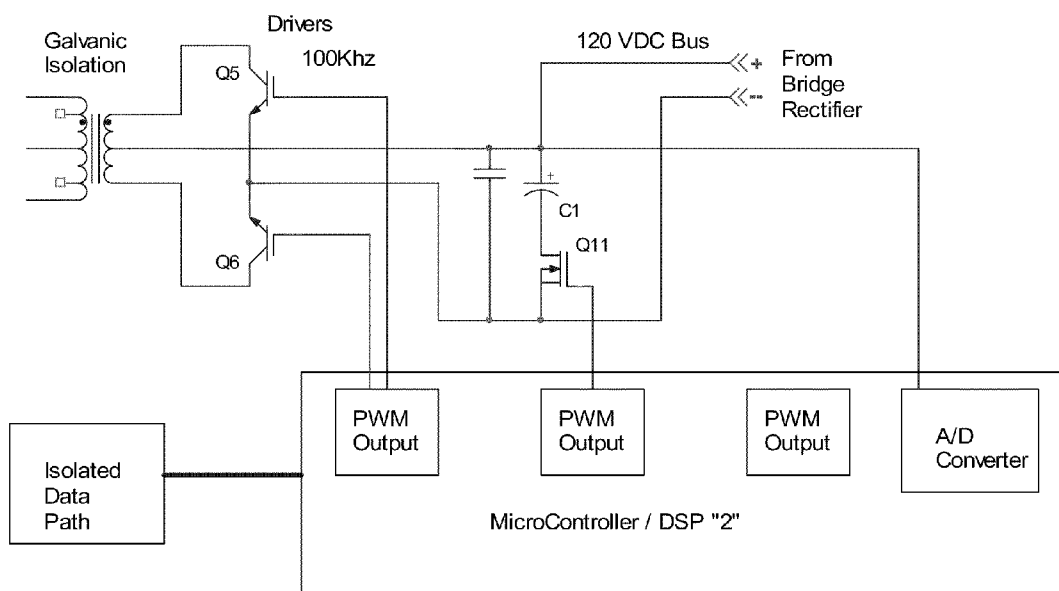 Drivers
Galvanic
Isolation
100Khz
120 VDC Bus
Q5
+ From
-- Bridge
Rectifier
+
C1
Q11
Q6
PWM
Output
PWM
Output
PWM
Output
A/D
Converter
Isolated
Data
Path
MicroController / DSP "2"